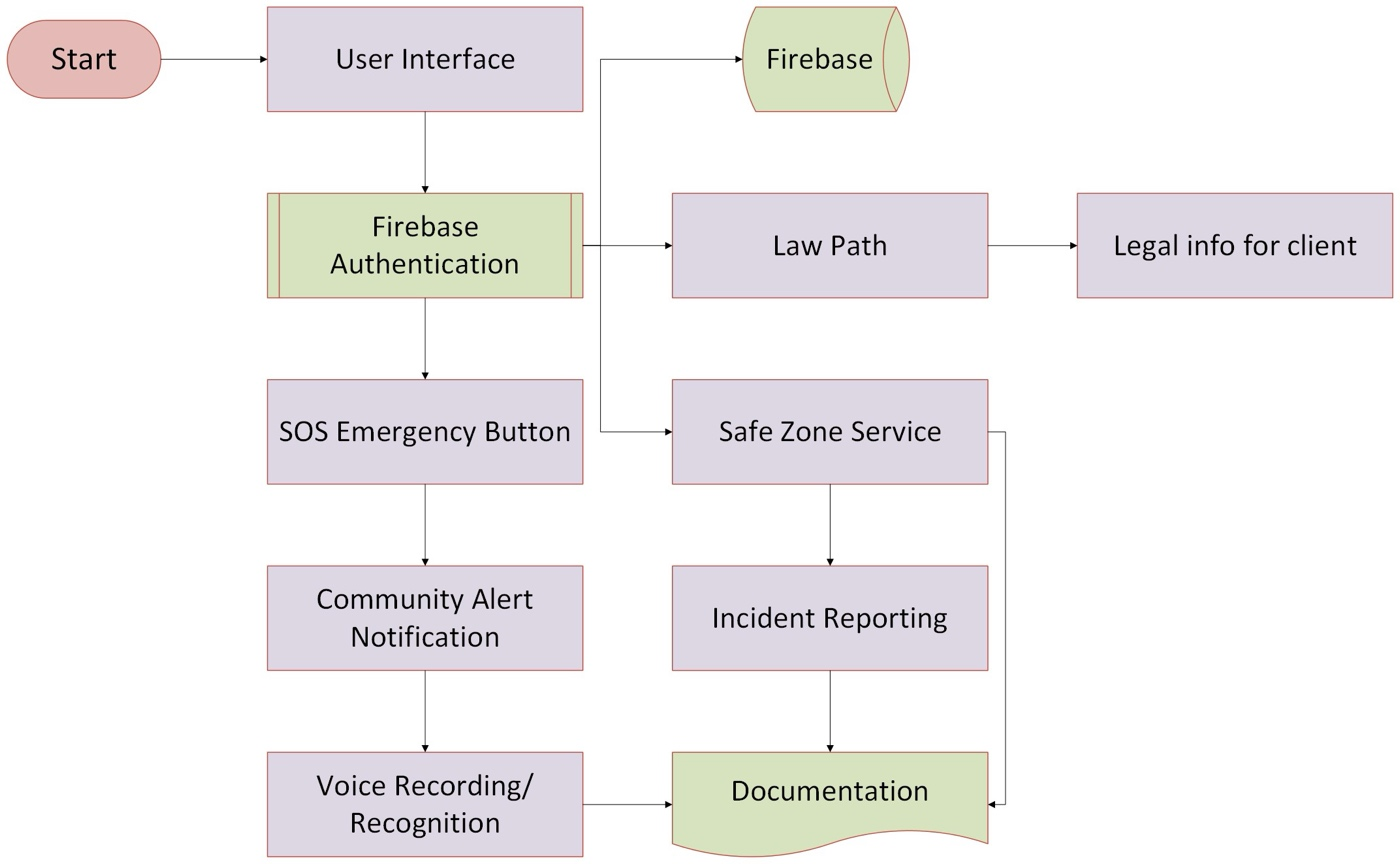 Start
User Interface
Firebase
Firebase
Authentication
Law Path
Legal info for client
SOS Emergency Button
Safe Zone Service
Community Alert
Notification
Incident Reporting
Voice Recording/
Recognition
Documentation